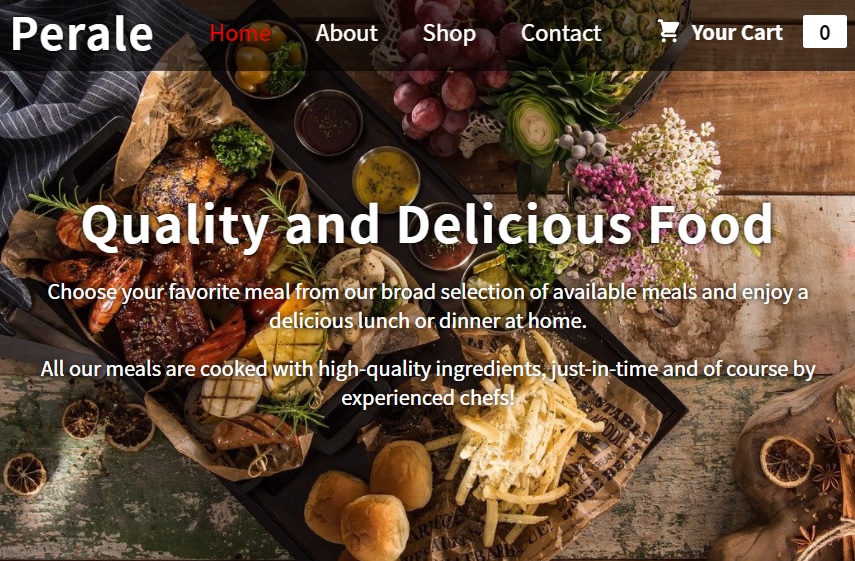 Perale
Home About Shop Contact Your Cart 0
Quality and Delicious Food
Choose your favorite meal from our broad selection of available meals and enjoy a
delicious lunch or dinner at home.
All our meals are cooked with high-quality ingredients, just-in-time and of course by
experienced chefs!